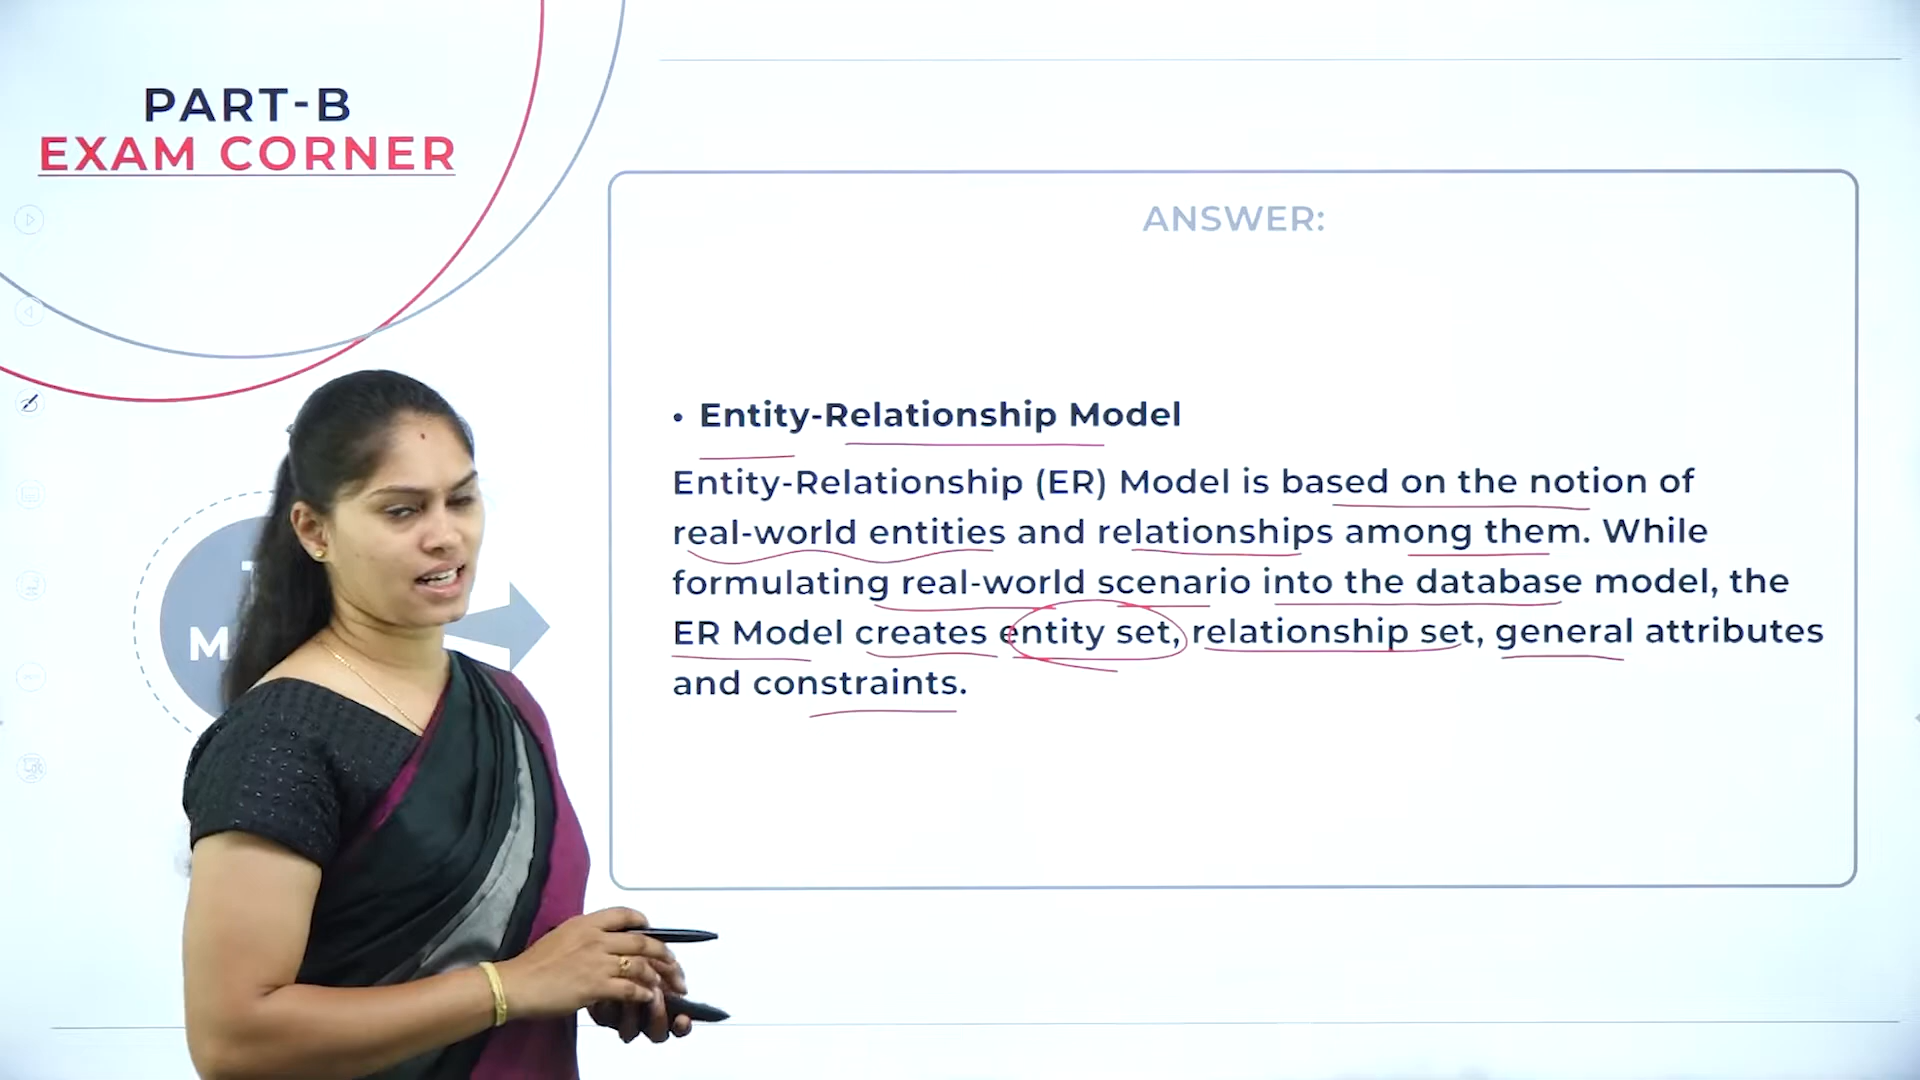 PART-B
EXAM CORNER
ANSWER:
• Entity-Relationship Model
Entity-Relationship (ER) Model is based on the notion of
real-world entities and relationships among them. While
formulating real-world scenario into the database model, the
ER Model creates entity set, relationship set, general attributes
and constraints.